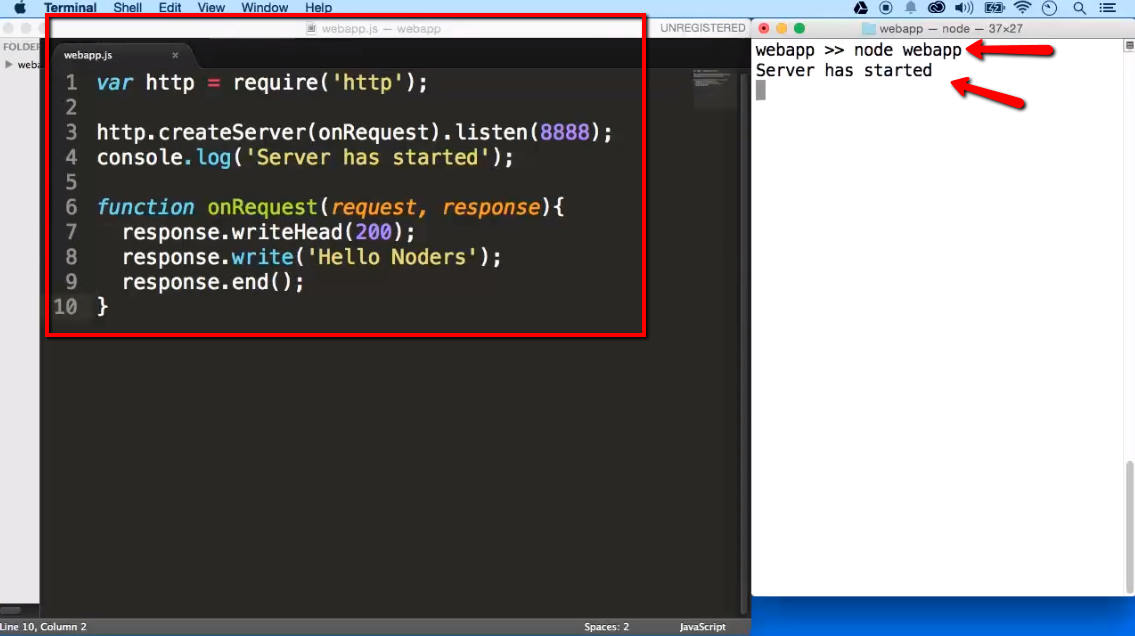 Terminal Shell Edit View Window Help
webapp.js — webapp
UNREGISTERED
FOLDER
weba
webapp.js
1 var http = require('http');
2
3 http.createServer(onRequest).listen(8888);
4 console.log('Server has started');
5
6 function onRequest(request, response){
7 response.writeHead(200);
8 response.write('Hello Noders');
9 response.end();
10 }
Line 10, Column 2
Spaces: 2
JavaScript
webapp — node — 37×27
webapp >> node webapp
Server has started